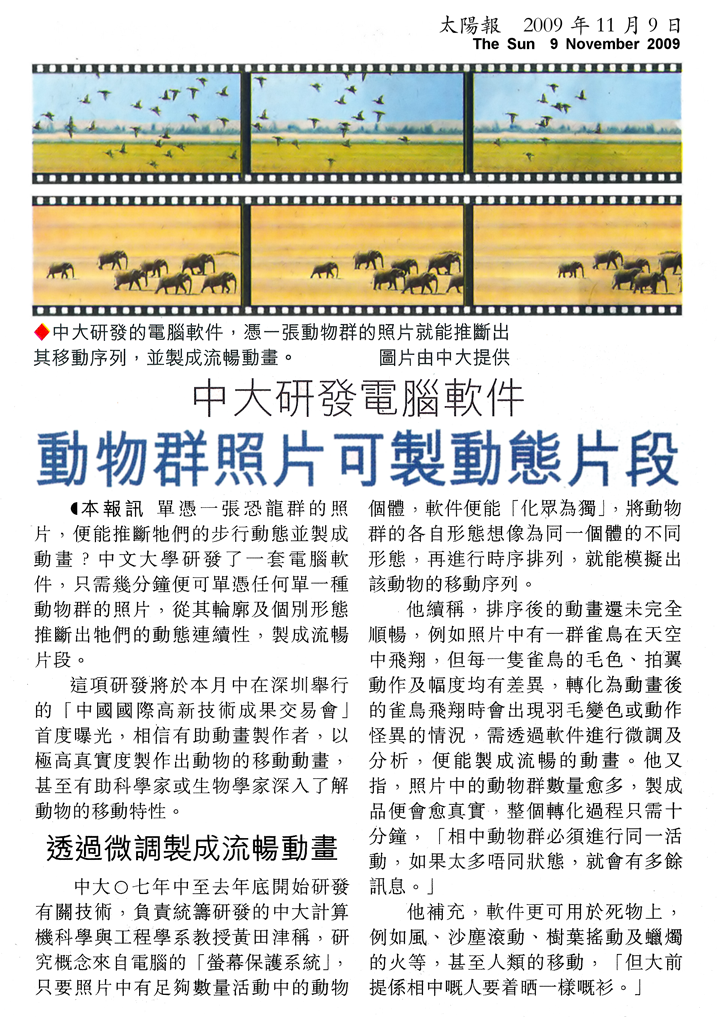 太陽報 2009年11月9日
The Sun 9 November 2009
◆中大研發的電腦軟件，憑一張動物群的照片就能推斷出
其移動序列，並製成流暢動畫。 圖片由中大提供
中大研發電腦軟件
動物群照片可製動態片段
◖本報訊 單憑一張恐龍群的照
片，便能推斷牠們的步行動態並製成
動畫？中文大學研發了一套電腦軟
件，只需幾分鐘便可單憑任何單一種
動物群的照片，從其輪廓及個別形態
推斷出牠們的動態連續性，製成流暢
片段。
這項研發將於本月中在深圳舉行
的「中國國際高新技術成果交易會」
首度曝光，相信有助動畫製作者，以
極高真實度製作出動物的移動動畫，
甚至有助科學家或生物學家深入了解
動物的移動特性。
透過微調製成流暢動畫
中大〇七年中至去年底開始研發
有關技術，負責統籌研發的中大計算
機科學與工程學系教授黃田津稱，研
究概念來自電腦的「螢幕保護系統」，
只要照片中有足夠數量活動中的動物
個體，軟件便能「化眾為獨」，將動物
群的各自形態想像為同一個體的不同
形態，再進行時序排列，就能模擬出
該動物的移動序列。
他續稱，排序後的動畫還未完全
順暢，例如照片中有一群雀鳥在天空
中飛翔，但每一隻雀鳥的毛色、拍翼
動作及幅度均有差異，轉化為動畫後
的雀鳥飛翔時會出現羽毛變色或動作
怪異的情況，需透過軟件進行微調及
分析，便能製成流暢的動畫。他又
指，照片中的動物群數量愈多，製成
品便會愈真實，整個轉化過程只需十
分鐘，「相中動物群必須進行同一活
動，如果太多唔同狀態，就會有多餘
訊息。」
他補充，軟件更可用於死物上，
例如風、沙塵滾動、樹葉搖動及蠟燭
的火等，甚至人類的移動，「但大前
提係相中嘅人要着晒一樣嘅衫。」